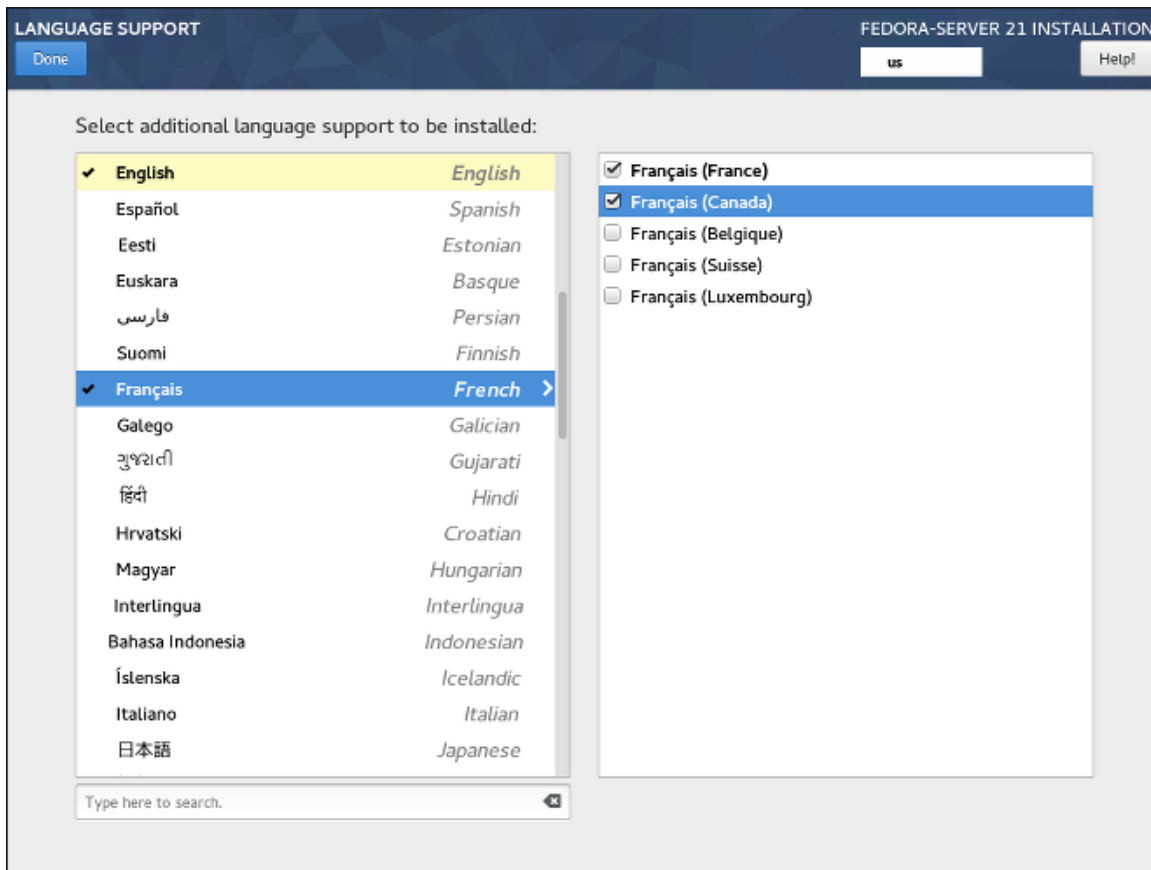 LANGUAGE SUPPORT
FEDORA-SERVER 21 INSTALLATION
Done
us
Help!
Select additional language support to be installed:
English English
Español Spanish
Eesti Estonian
Euskara Basque
فارسی Persian
Suomi Finnish
Français French
Galego Galician
ગુજરાતી Gujarati
हिंदी Hindi
Hrvatski Croatian
Magyar Hungarian
Interlingua Interlingua
Bahasa Indonesia Indonesian
Íslenska Icelandic
Italiano Italian
日本語 Japanese
Type here to search.
Français (France)
Français (Canada)
Français (Belgique)
Français (Suisse)
Français (Luxembourg)